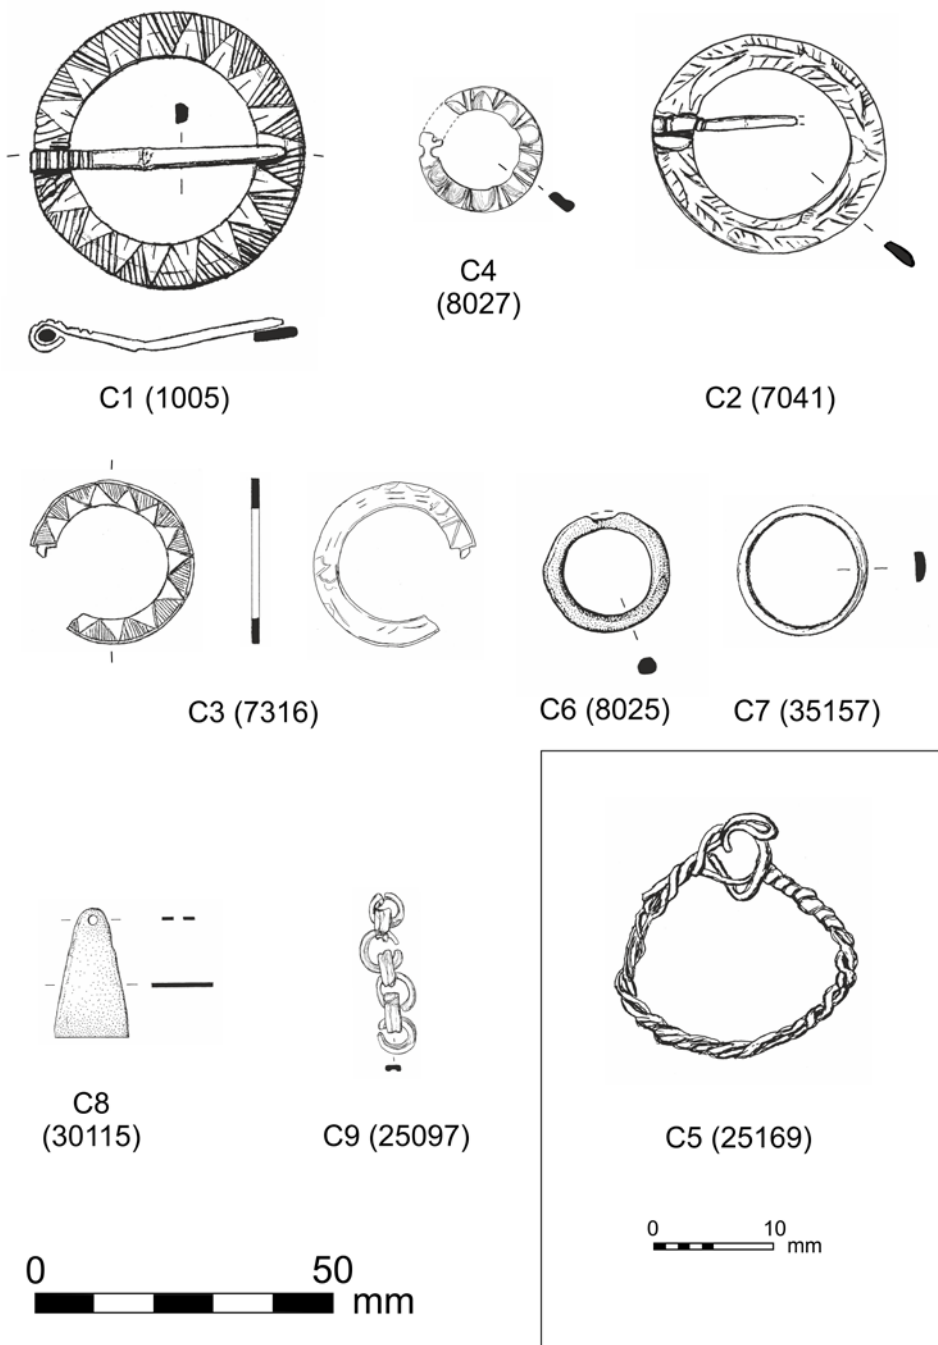 C4
(8027)
C1 (1005)
C2 (7041)
C3 (7316)
C6 (8025)
C7 (35157)
C8
(30115)
C9 (25097)
C5 (25169)
0 10
mm
0 50
mm